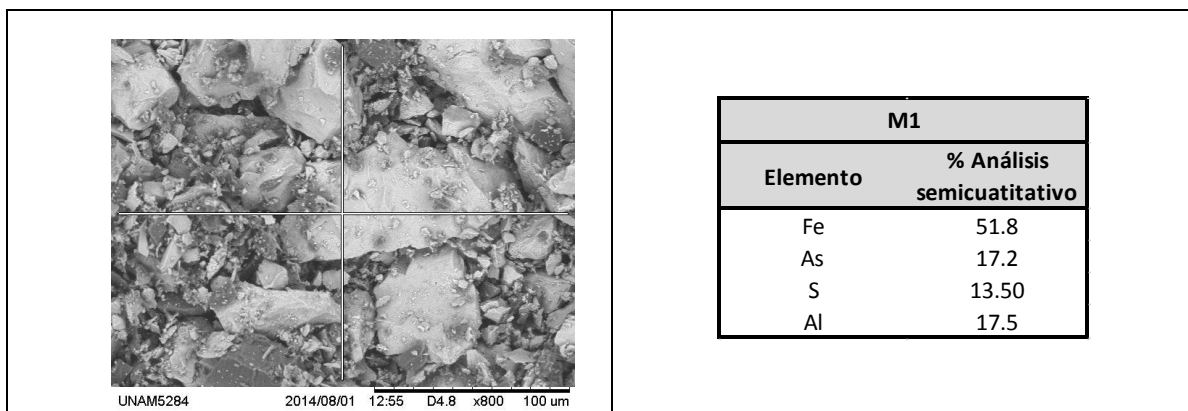 UNAM5284 2014/08/01 12:55 D4.8 x800 100 um
M1
Elemento % Análisis semicuatitativo
Fe 51.8
As 17.2
S 13.50
Al 17.5